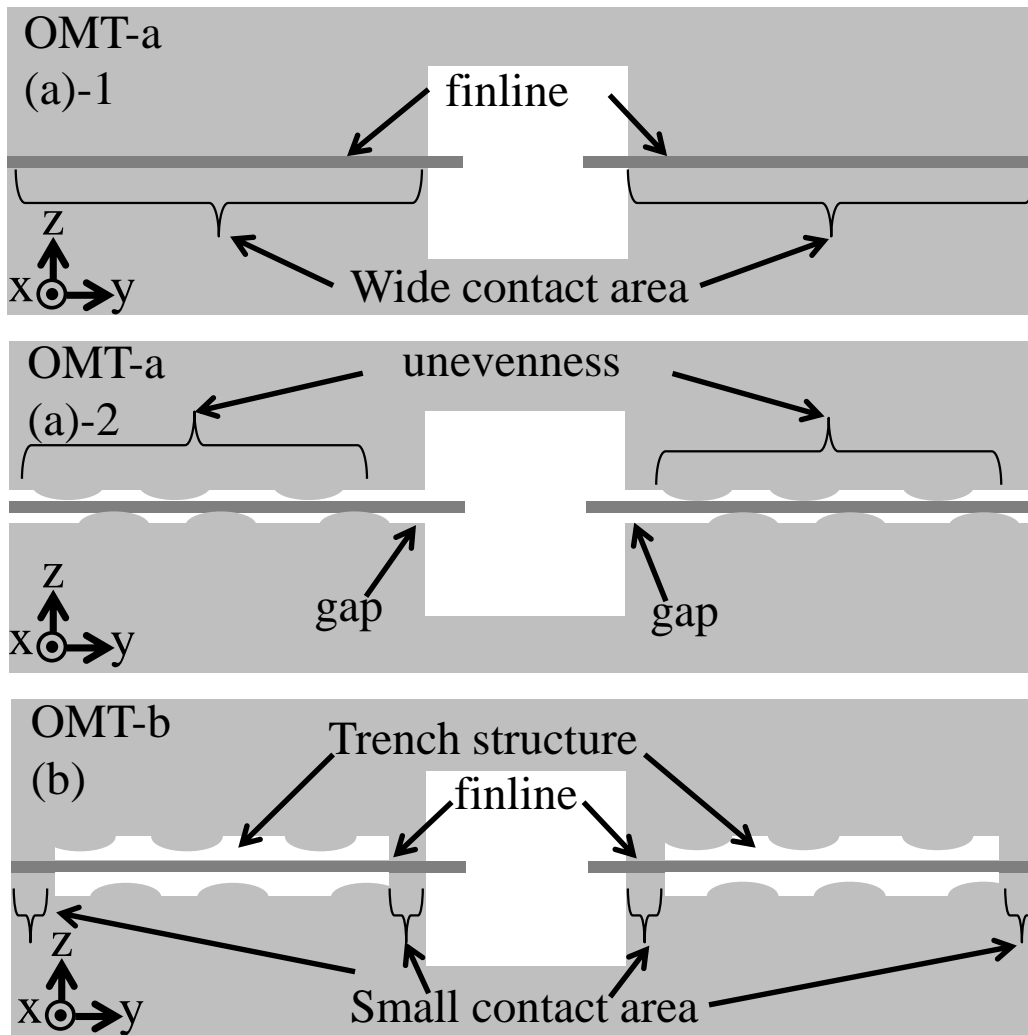 OMT-a
(a)-1
finline
Wide contact area
z
x
y
OMT-a
(a)-2
unevenness
gap
gap
z
x
y
OMT-b
(b)
Trench structure
finline
Small contact area
z
x
y